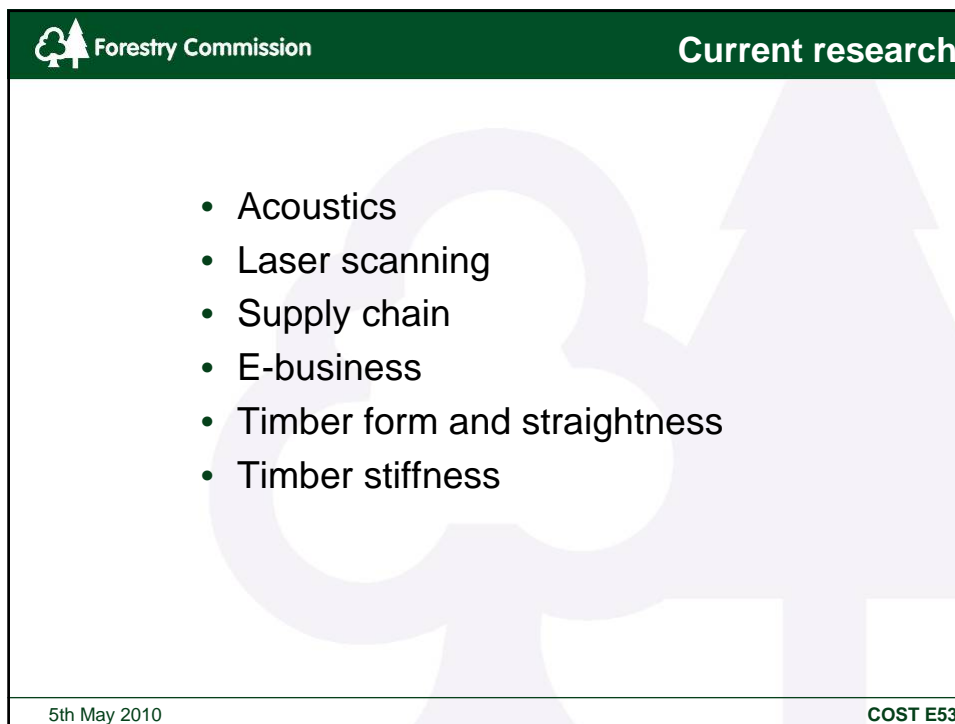 Forestry Commission
Current research
• Acoustics
• Laser scanning
• Supply chain
• E-business
• Timber form and straightness
• Timber stiffness
5th May 2010
COST E53